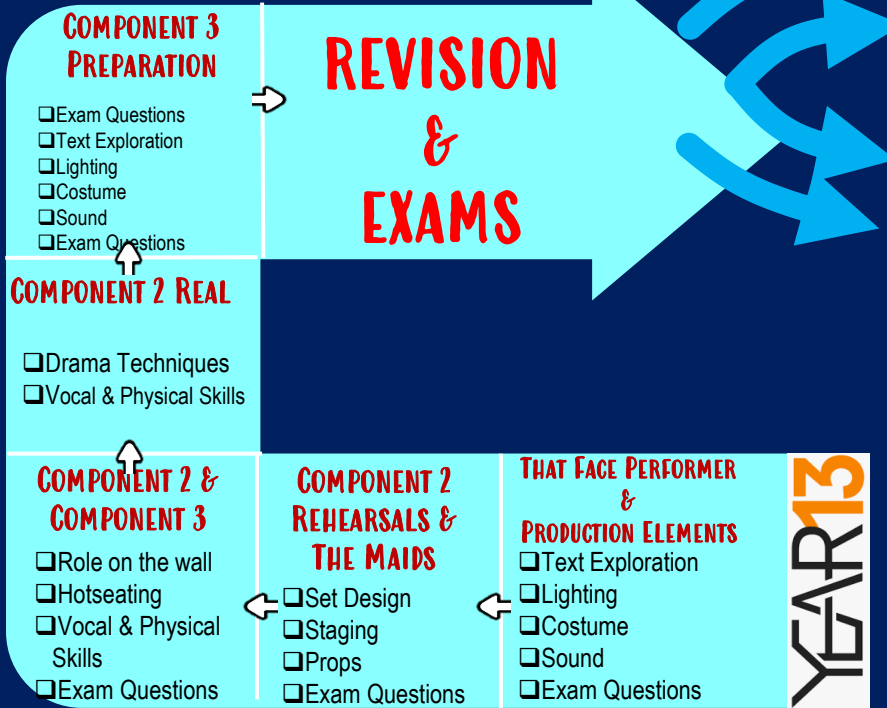 COMPONENT 3
PREPARATION
❑Exam Questions
❑Text Exploration
❑Lighting
❑Costume
❑Sound
❑Exam Questions
REVISION
&
EXAMS
COMPONENT 2 REAL
❑Drama Techniques
❑Vocal & Physical Skills
COMPONENT 2 &
COMPONENT 3
❑Role on the wall
❑Hotseating
❑Vocal & Physical
Skills
❑Exam Questions
COMPONENT 2
REHEARSALS &
THE MAIDS
❑Set Design
❑Staging
❑Props
❑Exam Questions
THAT FACE PERFORMER
&
PRODUCTION ELEMENTS
❑Text Exploration
❑Lighting
❑Costume
❑Sound
❑Exam Questions
YEAR13